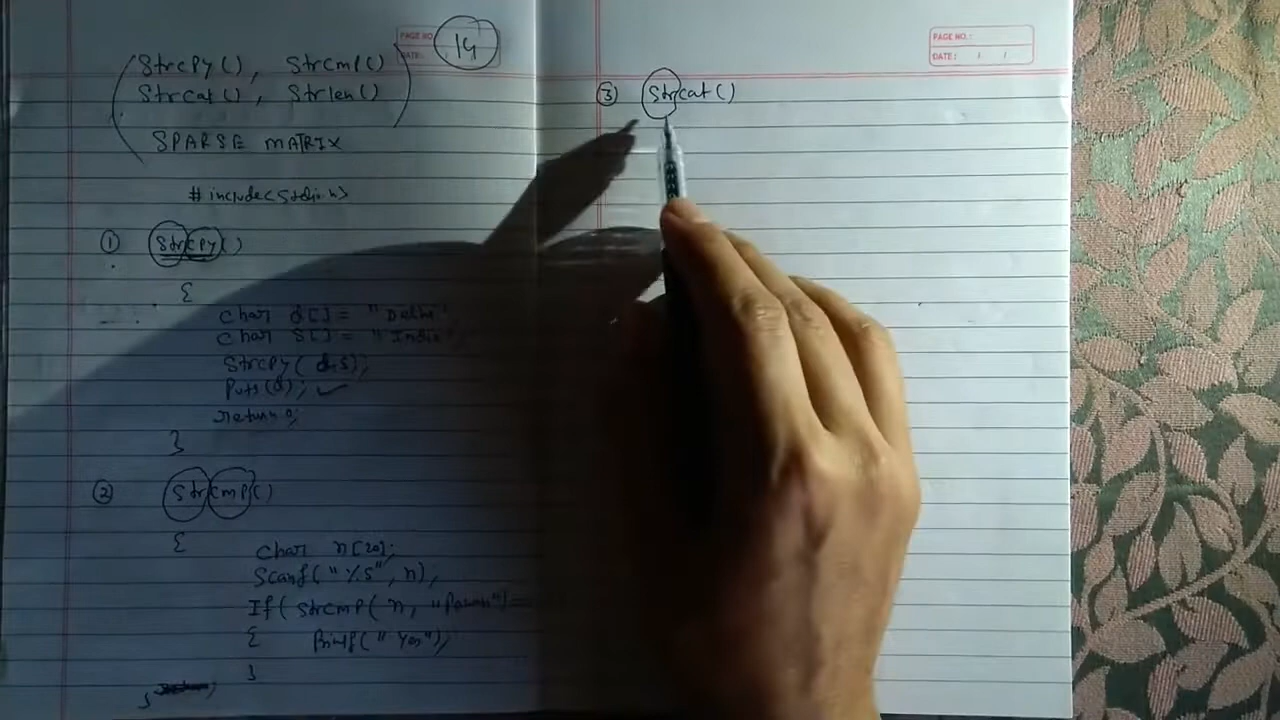 PAGE NO
DATE:
14
Strcpy(), Strcmp()
Strcat(), Strlen()
SPARSE MATRIX
#include<stdio.h>
① Strcpy()
{
char d[] = "Delhi"
char S[] = "India";
Strcpy( d,s);
Puts(d); ✓
return 0;
}
② Strcmp()
{
char n[20];
Scanf("%s", n);
If( Strcmp( n, "Pawan")==
{ Printf(" Yes");
}
}
PAGE NO.:
DATE: / /
③ Strcat()